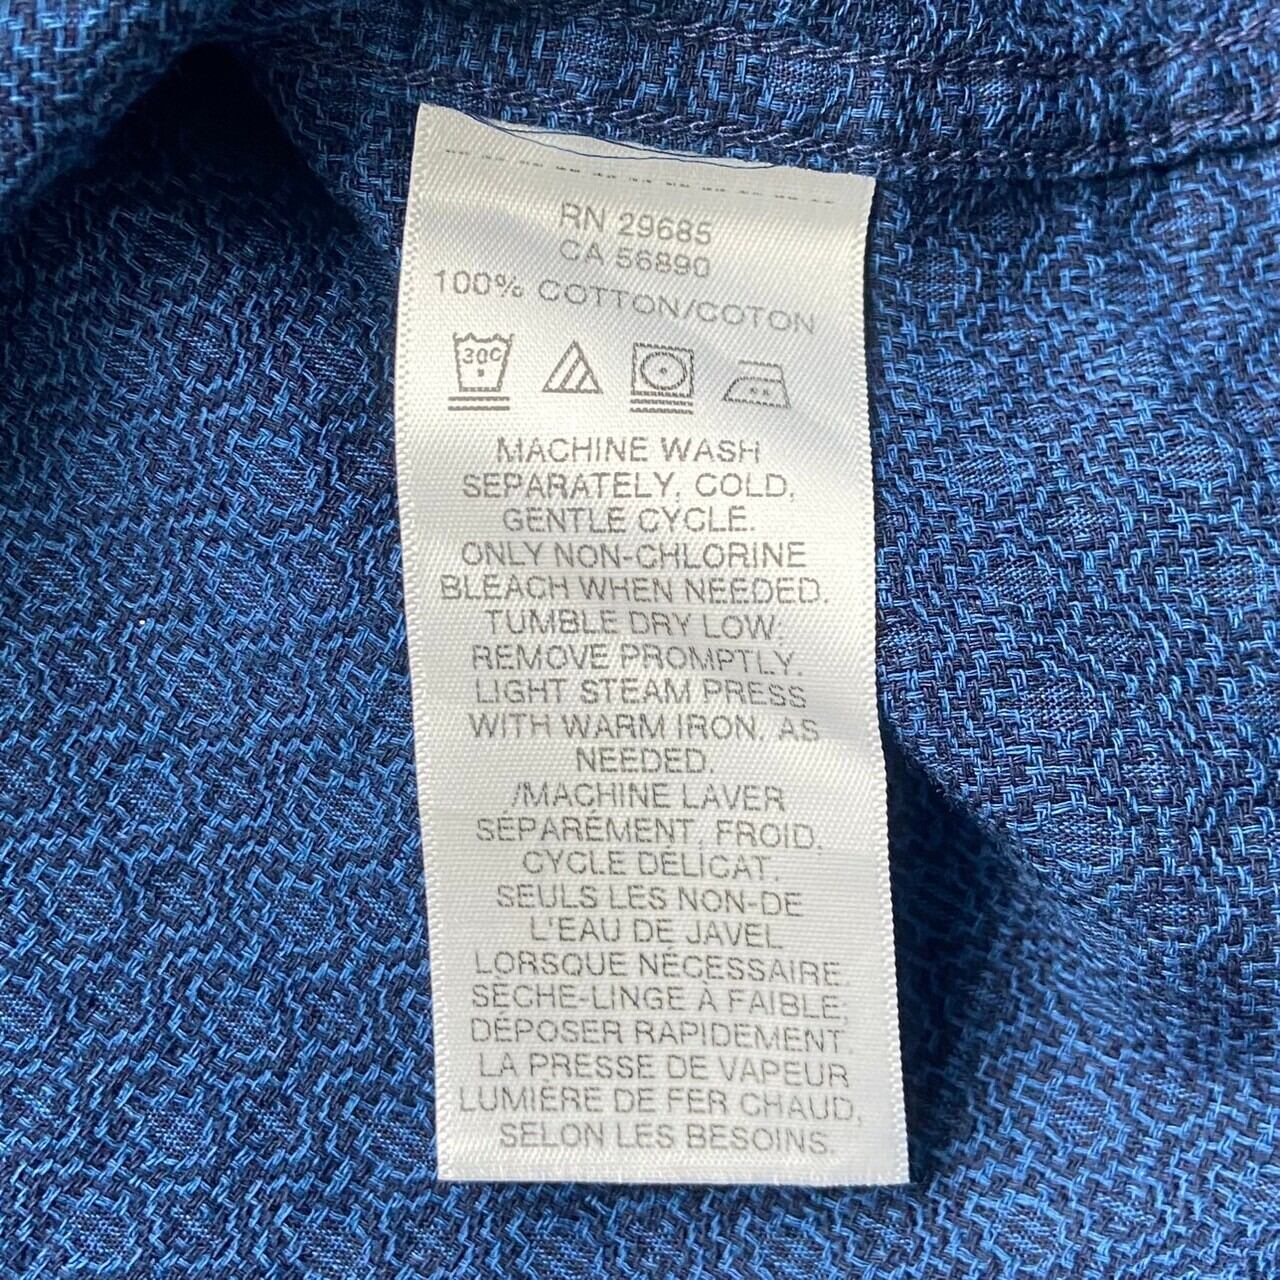 RN 29685
CA 56890
100% COTTON/COTON
30C
MACHINE WASH
SEPARATELY, COLD,
GENTLE CYCLE.
ONLY NON-CHLORINE
BLEACH WHEN NEEDED.
TUMBLE DRY LOW.
REMOVE PROMPTLY.
LIGHT STEAM PRESS
WITH WARM IRON, AS
NEEDED.
/MACHINE LAVER
SÉPARÉMENT, FROID,
CYCLE DÉLICAT.
SEULS LES NON-DE
L'EAU DE JAVEL
LORSQUE NÉCESSAIRE.
SÈCHE-LINGE À FAIBLE;
DÉPOSER RAPIDEMENT.
LA PRESSE DE VAPEUR
LUMIÈRE DE FER CHAUD,
SELON LES BESOINS.